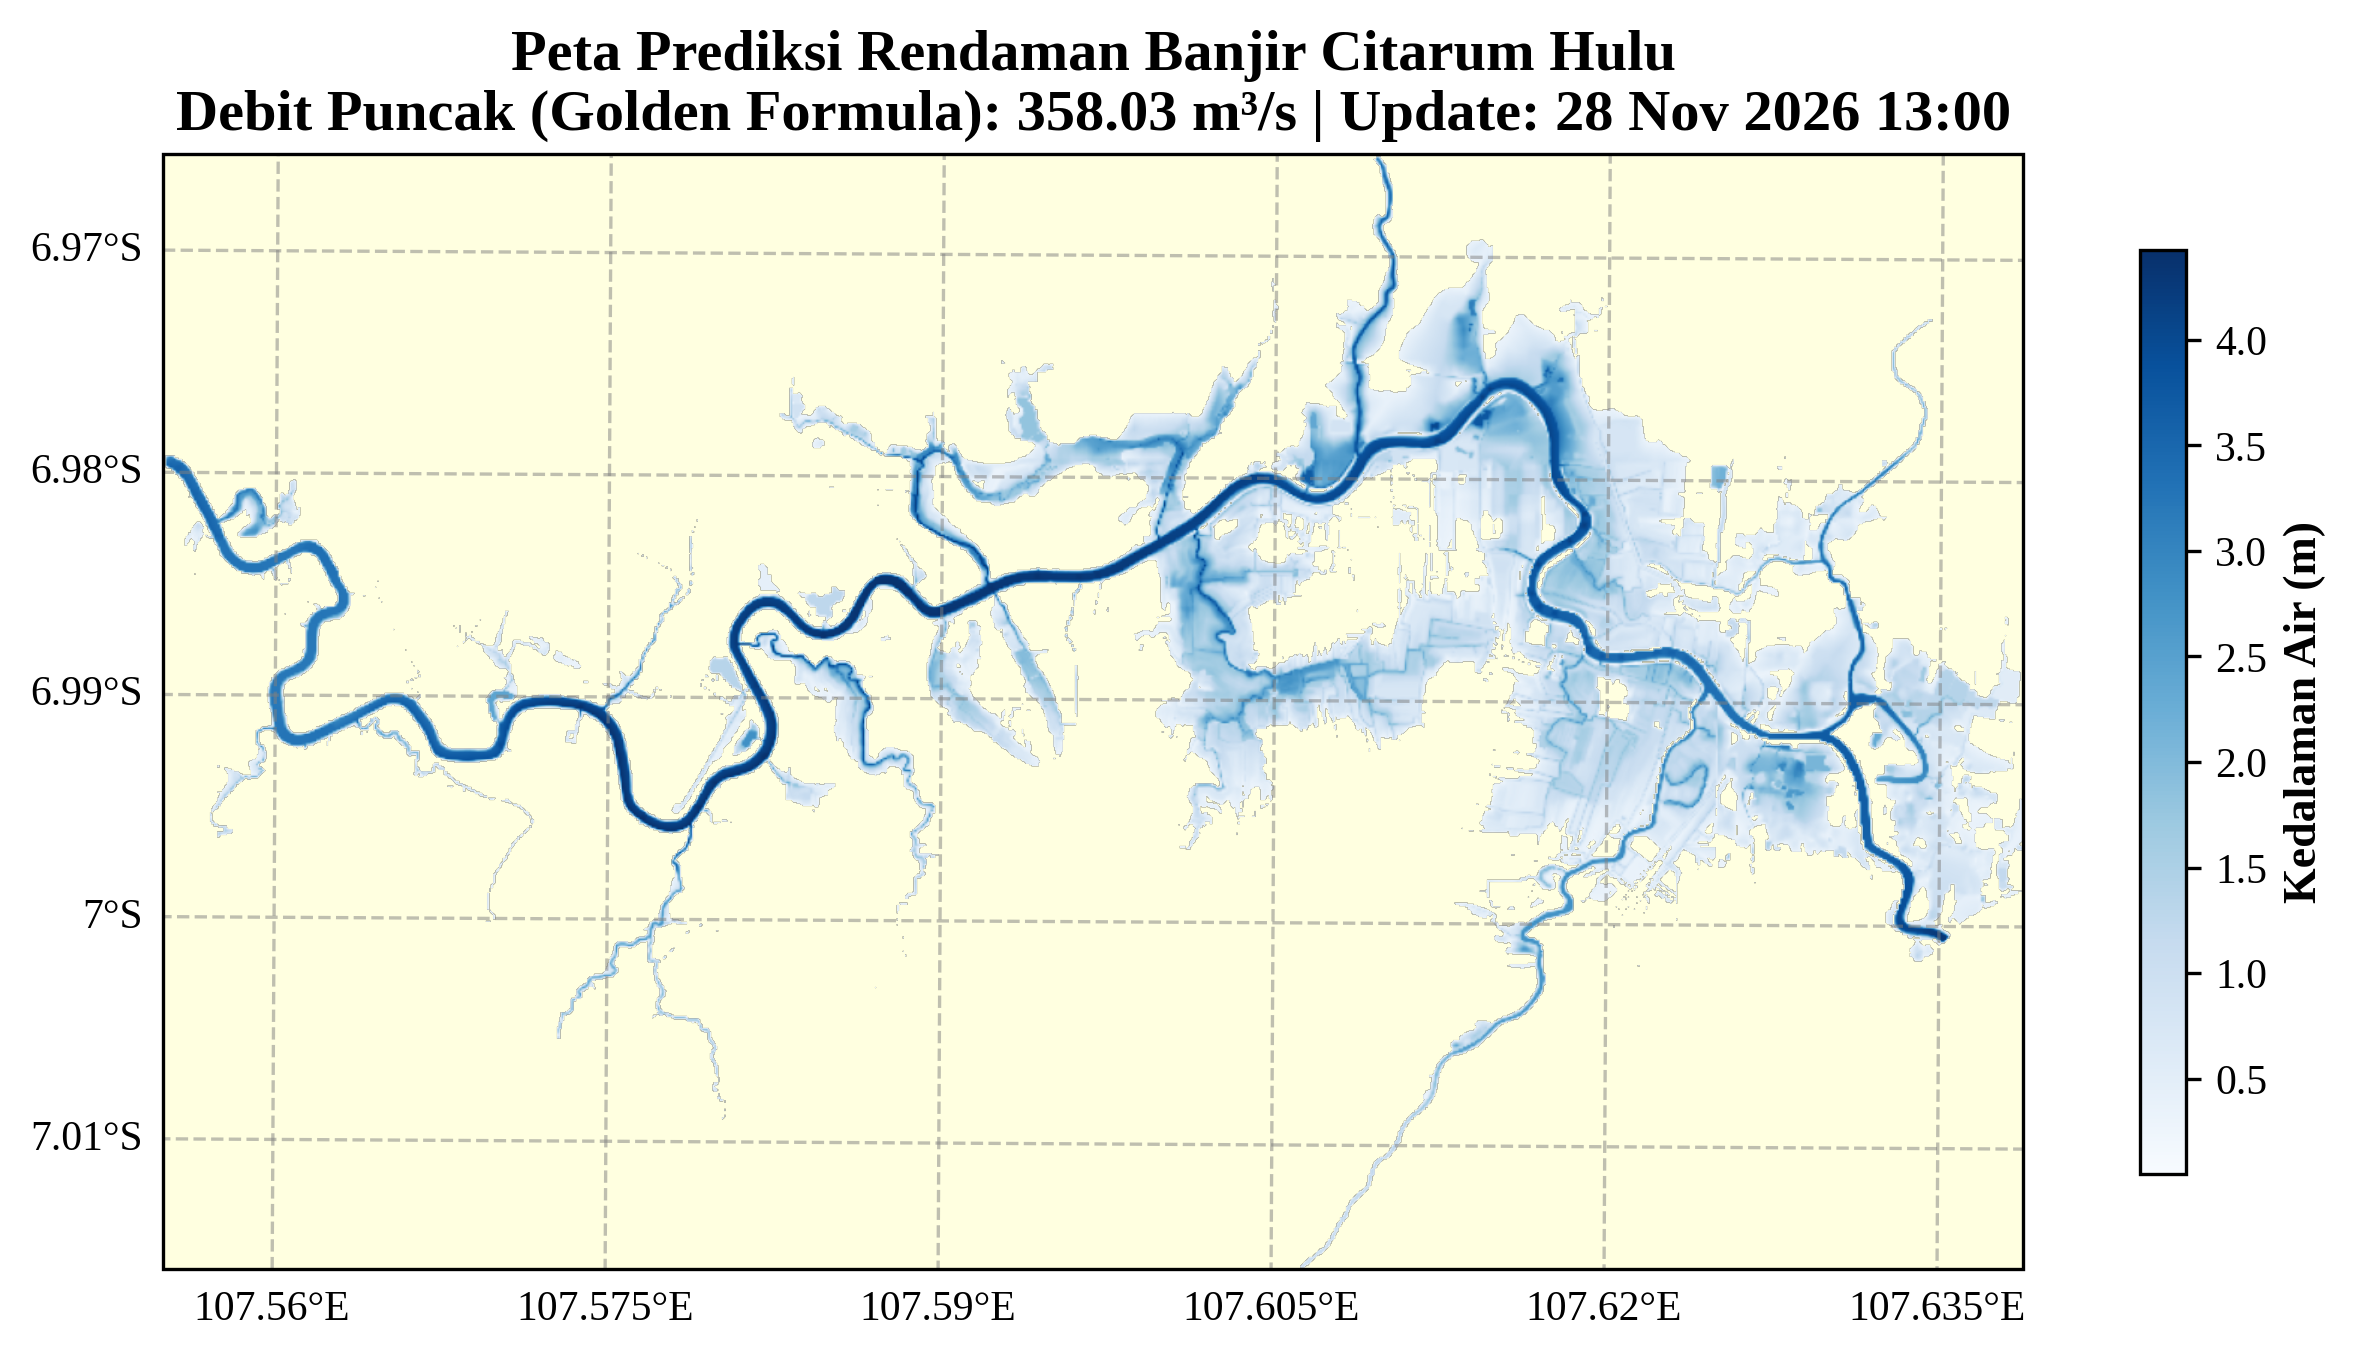 Peta Prediksi Rendaman Banjir Citarum Hulu
Debit Puncak (Golden Formula): 358.03 m³/s | Update: 28 Nov 2026 13:00
6.97°S
6.98°S
6.99°S
7°S
7.01°S
107.56°E
107.575°E
107.59°E
107.605°E
107.62°E
107.635°E
4.0
3.5
3.0
2.5
2.0
1.5
1.0
0.5
Kedalaman Air (m)